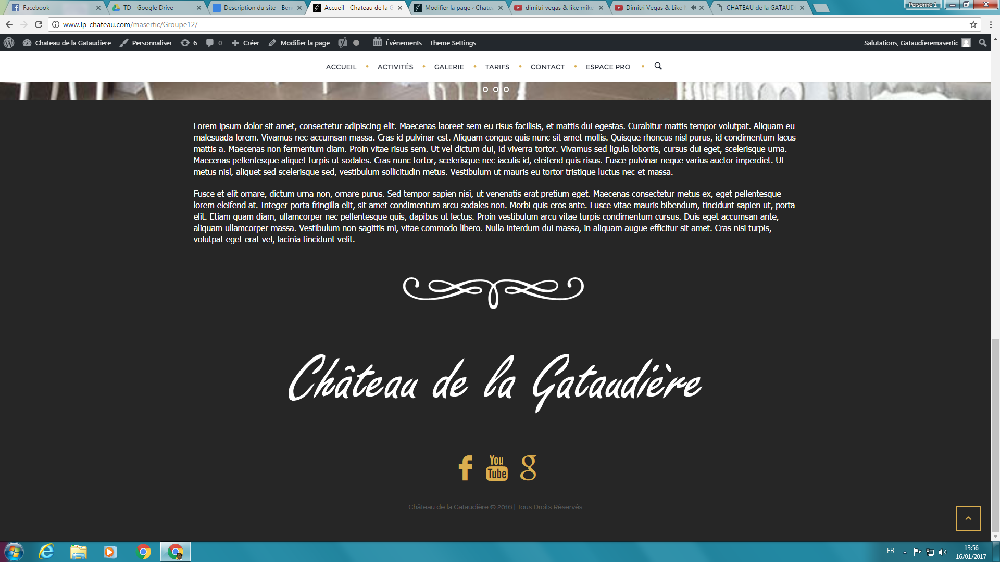 Facebook
TD - Google Drive
Description du site - Ben
Accueil - Chateau de la G
Modifier la page ‹ Chate
dimitri vegas & like mike
Dimitri Vegas & Like
CHATEAU de la GATAUD
Personne 1
www.lp-chateau.com/masertic/Groupe12/
Chateau de la Gataudiere
Personnaliser
6
0
Créer
Modifier la page
Évènements
Theme Settings
Salutations, Gataudieremasertic
ACCUEIL • ACTIVITÉS • GALERIE • TARIFS • CONTACT • ESPACE PRO •
Lorem ipsum dolor sit amet, consectetur adipiscing elit. Maecenas laoreet sem eu risus facilisis, et mattis dui egestas. Curabitur mattis tempor volutpat. Aliquam eu
malesuada lorem. Vivamus nec accumsan massa. Cras id pulvinar est. Aliquam congue quis nunc sit amet mollis. Quisque rhoncus nisl purus, id condimentum lacus
mattis a. Maecenas non fermentum diam. Proin vitae risus sem. Ut vel dictum dui, id viverra tortor. Vivamus sed ligula lobortis, cursus dui eget, scelerisque urna.
Maecenas pellentesque aliquet turpis ut sodales. Cras nunc tortor, scelerisque nec iaculis id, eleifend quis risus. Fusce pulvinar neque varius auctor imperdiet. Ut
metus nisl, aliquet sed scelerisque sed, vestibulum sollicitudin metus. Vestibulum ut mauris eu tortor tristique luctus nec et massa.
Fusce et elit ornare, dictum urna non, ornare purus. Sed tempor sapien nisi, ut venenatis erat pretium eget. Maecenas consectetur metus ex, eget pellentesque
lorem eleifend at. Integer porta fringilla elit, sit amet condimentum arcu sodales non. Morbi quis eros ante. Fusce vitae mauris bibendum, tincidunt sapien ut, porta
elit. Etiam quam diam, ullamcorper nec pellentesque quis, dapibus ut lectus. Proin vestibulum arcu vitae turpis condimentum cursus. Duis eget accumsan ante,
aliquam ullamcorper massa. Vestibulum non sagittis mi, vitae commodo libero. Nulla interdum dui massa, in aliquam augue efficitur sit amet. Cras nisi turpis,
volutpat eget erat vel, lacinia tincidunt velit.
Château de la Gataudière
You
Tube
Château de la Gataudière © 2016 | Tous Droits Réservés
FR
13:56
16/01/2017